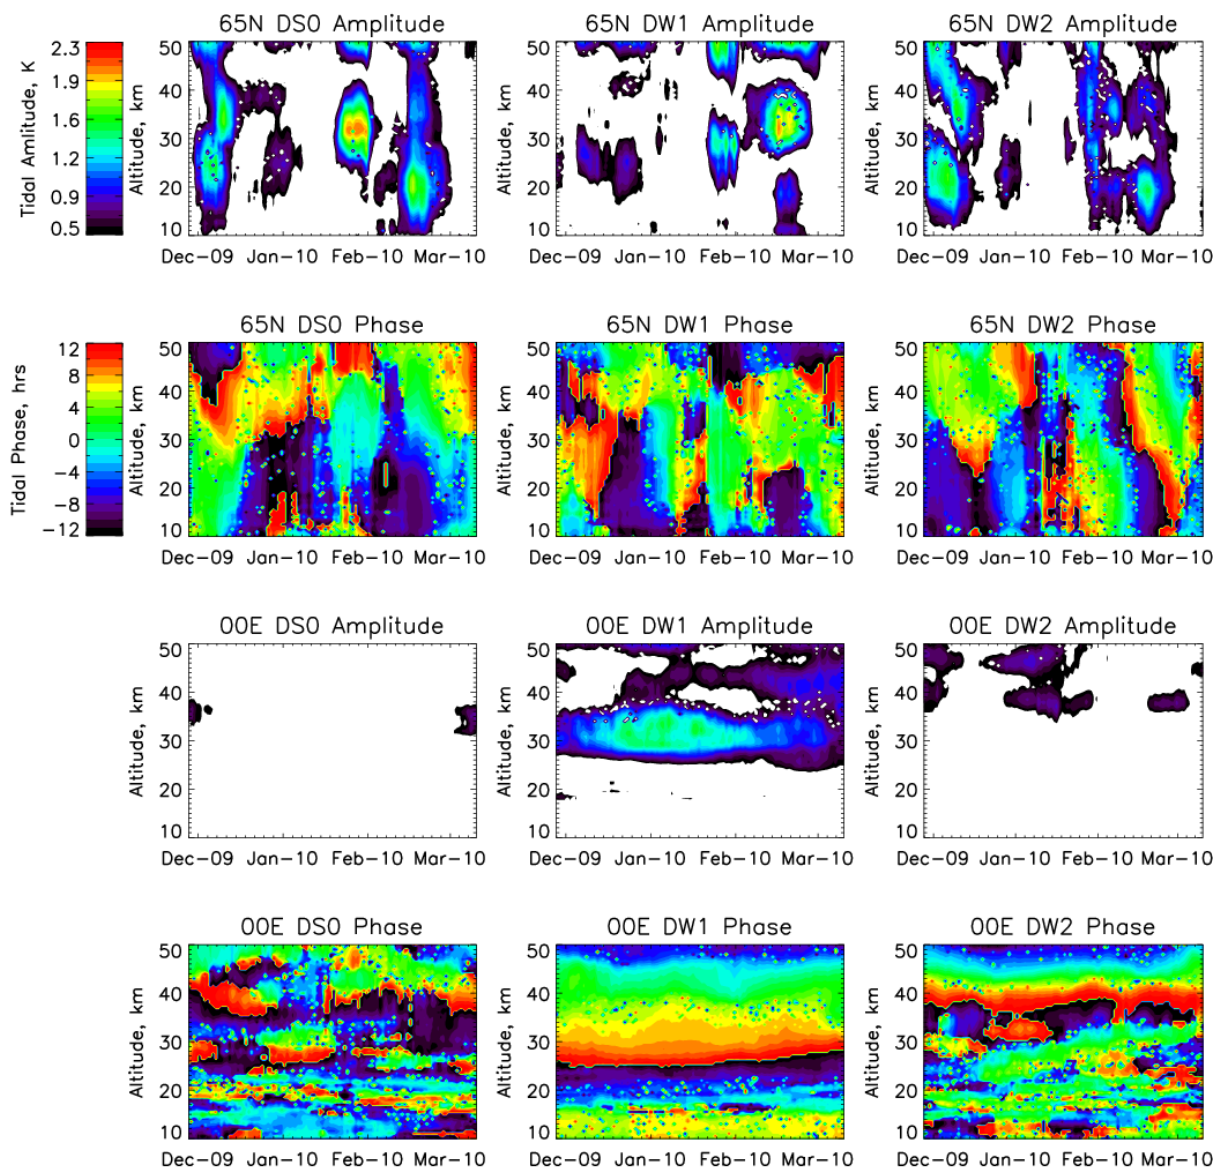 65N DS0 Amplitude
65N DW1 Amplitude
65N DW2 Amplitude
Tidal Amlitude, K
2.3
1.9
1.6
1.2
0.9
0.5
Altitude, km
50
40
30
20
10
Dec-09 Jan-10 Feb-10 Mar-10
Altitude, km
50
40
30
20
10
Dec-09 Jan-10 Feb-10 Mar-10
Altitude, km
50
40
30
20
10
Dec-09 Jan-10 Feb-10 Mar-10
65N DS0 Phase
65N DW1 Phase
65N DW2 Phase
Tidal Phase, hrs
12
8
4
0
-4
-8
-12
Altitude, km
50
40
30
20
10
Dec-09 Jan-10 Feb-10 Mar-10
Altitude, km
50
40
30
20
10
Dec-09 Jan-10 Feb-10 Mar-10
Altitude, km
50
40
30
20
10
Dec-09 Jan-10 Feb-10 Mar-10
00E DS0 Amplitude
00E DW1 Amplitude
00E DW2 Amplitude
Altitude, km
50
40
30
20
10
Dec-09 Jan-10 Feb-10 Mar-10
Altitude, km
50
40
30
20
10
Dec-09 Jan-10 Feb-10 Mar-10
Altitude, km
50
40
30
20
10
Dec-09 Jan-10 Feb-10 Mar-10
00E DS0 Phase
00E DW1 Phase
00E DW2 Phase
Altitude, km
50
40
30
20
10
Dec-09 Jan-10 Feb-10 Mar-10
Altitude, km
50
40
30
20
10
Dec-09 Jan-10 Feb-10 Mar-10
Altitude, km
50
40
30
20
10
Dec-09 Jan-10 Feb-10 Mar-10